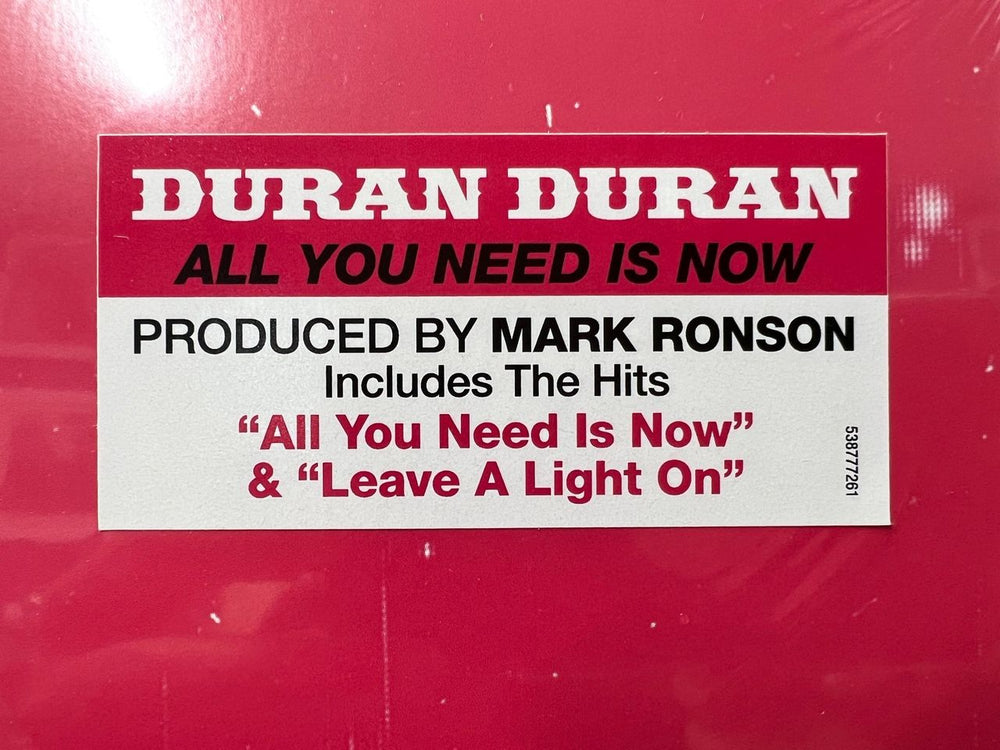 DURAN DURAN
ALL YOU NEED IS NOW
PRODUCED BY MARK RONSON
Includes The Hits
“All You Need Is Now”
& “Leave A Light On”
538777261